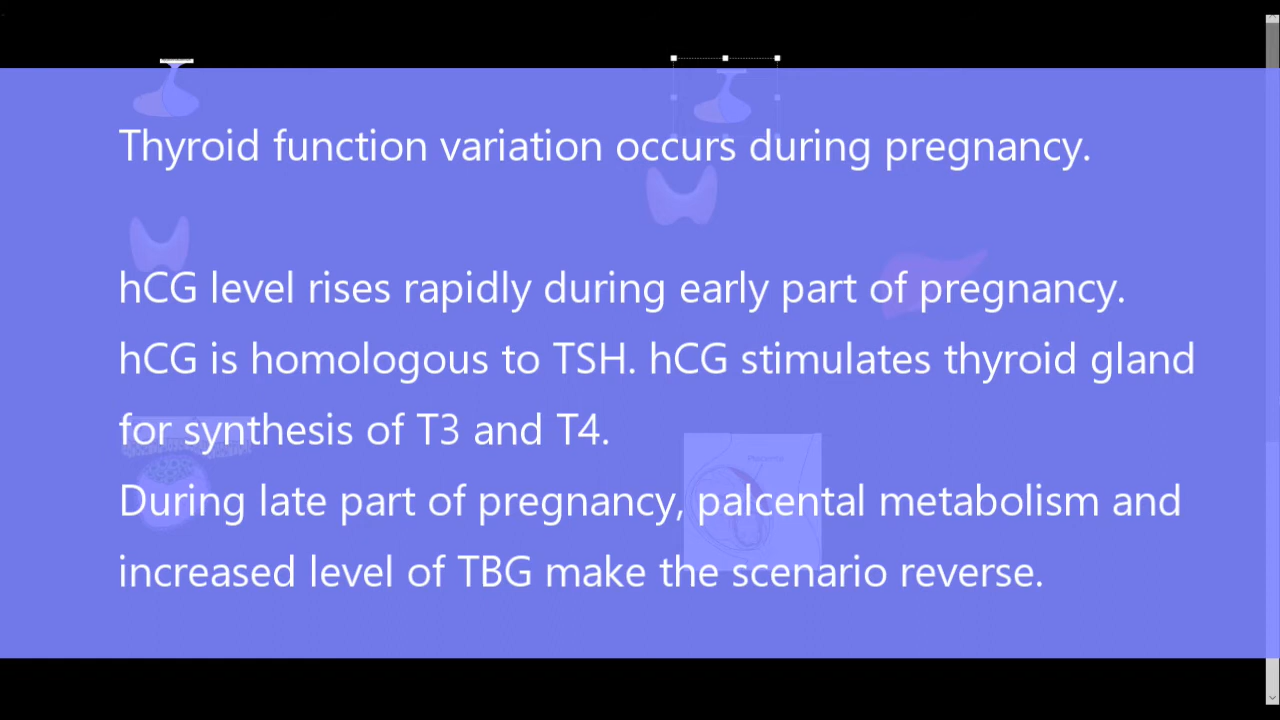 Thyroid function variation occurs during pregnancy.
hCG level rises rapidly during early part of pregnancy.
hCG is homologous to TSH. hCG stimulates thyroid gland
for synthesis of T3 and T4.
During late part of pregnancy, palcental metabolism and
increased level of TBG make the scenario reverse.